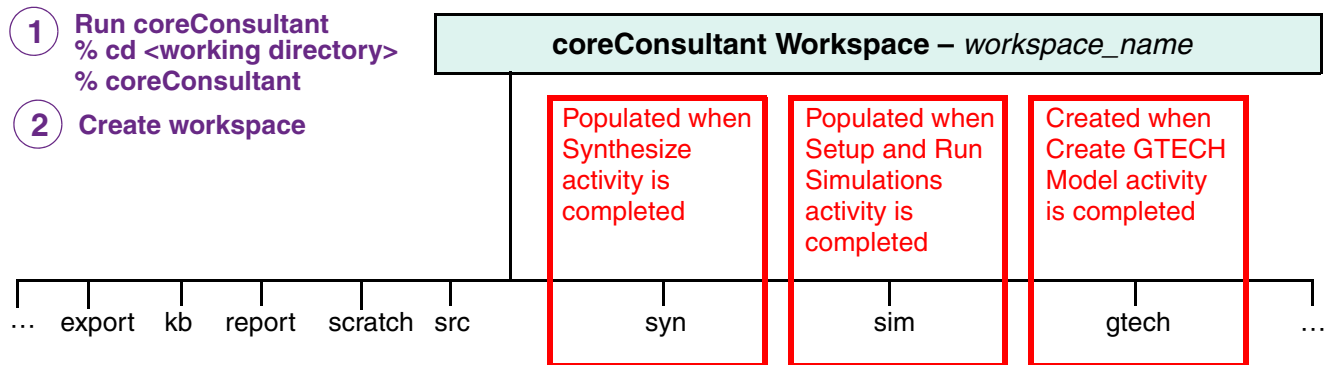 1 Run coreConsultant
% cd <working directory>
% coreConsultant
2 Create workspace
coreConsultant Workspace – workspace_name
Populated when
Synthesize
activity is
completed
Populated when
Setup and Run
Simulations
activity is
completed
Created when
Create GTECH
Model activity
is completed
... export kb report scratch src syn sim gtech ...